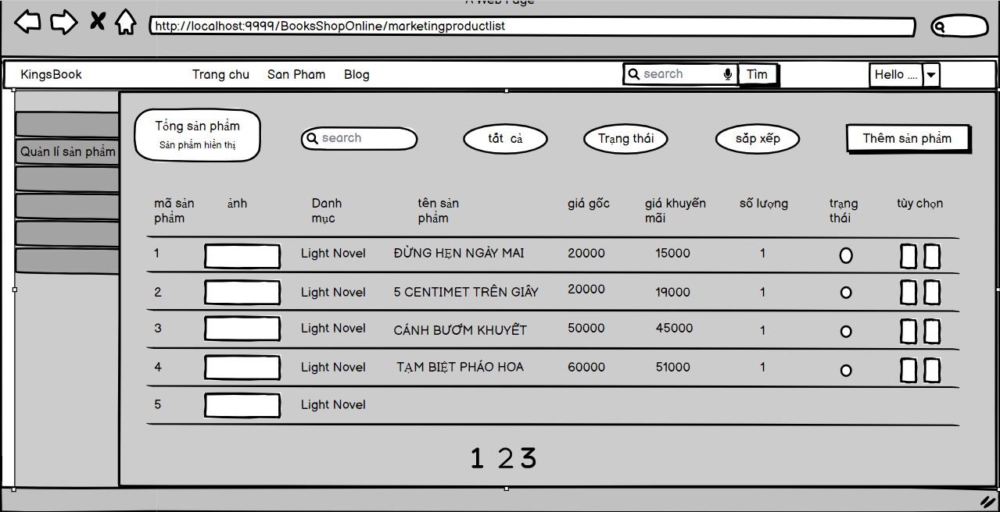 A Web Page
http://localhost:9999/BooksShopOnline/marketingproductlist
KingsBook Trang chu San Pham Blog search Tìm Hello ....
Tổng sản phẩm
Sản phẩm hiển thị
search tất cả Trạng thái sắp xếp Thêm sản phẩm
Quản lí sản phẩm
mã sản ảnh Danh tên sản giá gốc giá khuyến số lượng trạng tùy chọn
phẩm mục phẩm mãi thái
1 Light Novel ĐỪNG HẸN NGÀY MAI 20000 15000 1
2 Light Novel 5 CENTIMET TRÊN GIÂY 20000 19000 1
3 Light Novel CÁNH BƯƠM KHUYẾT 50000 45000 1
4 Light Novel TẠM BIỆT PHÁO HOA 60000 51000 1
5 Light Novel
1 2 3